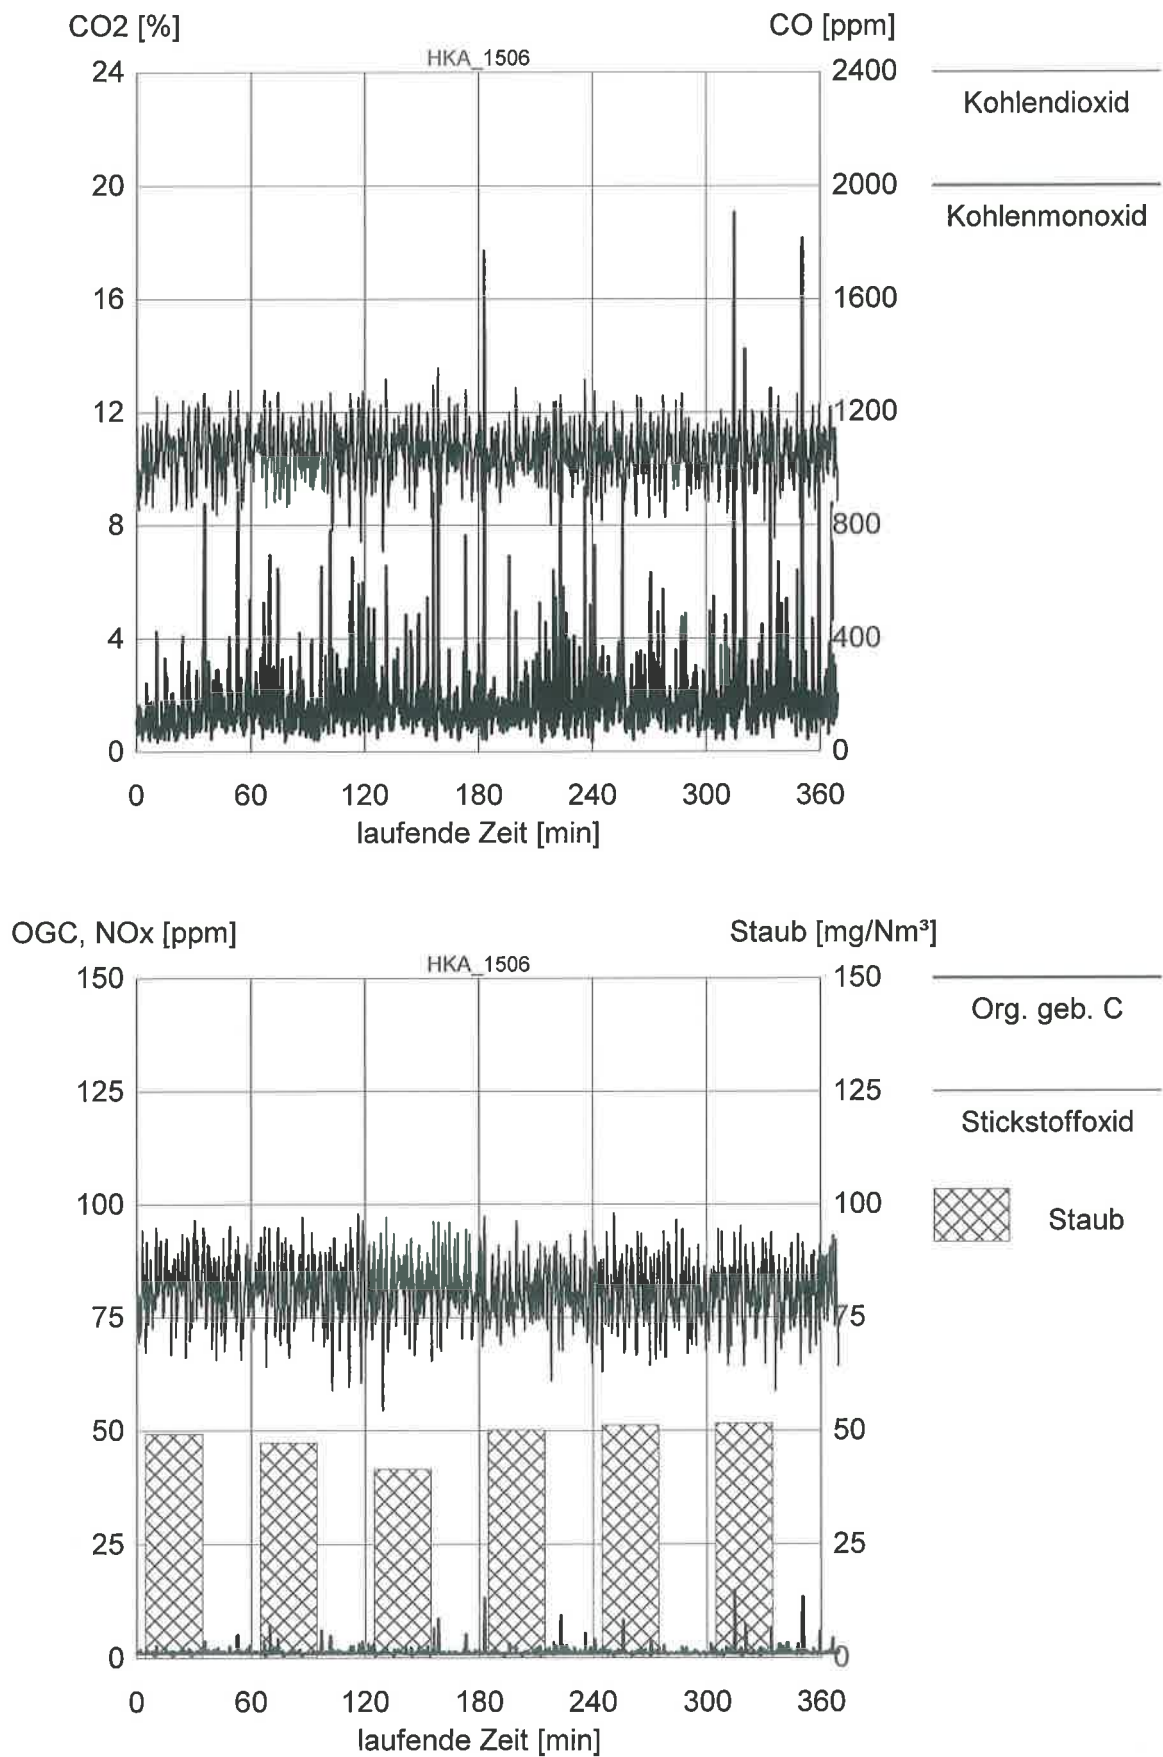 CO2 [%]
CO [ppm]
HKA_1506
24
2400
Kohlendioxid
20
2000
Kohlenmonoxid
16
1600
12
1200
8
800
4
400
0
0
0 60 120 180 240 300 360
laufende Zeit [min]
OGC, NOx [ppm]
Staub [mg/Nm³]
HKA_1506
150
150
Org. geb. C
125
125
Stickstoffoxid
100
100
Staub
75
75
50
50
25
25
0
0
0 60 120 180 240 300 360
laufende Zeit [min]